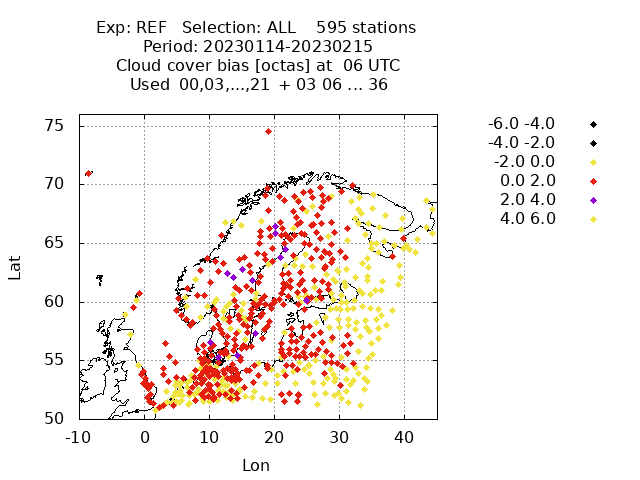 Exp: REF   Selection: ALL    595 stations
Period: 20230114-20230215
Cloud cover bias [octas] at  06 UTC
Used  00,03,...,21  + 03 06 ... 36
-6.0 -4.0
-4.0 -2.0
-2.0 0.0
0.0 2.0
2.0 4.0
4.0 6.0
75
70
65
60
55
50
Lat
-10 0 10 20 30 40
Lon